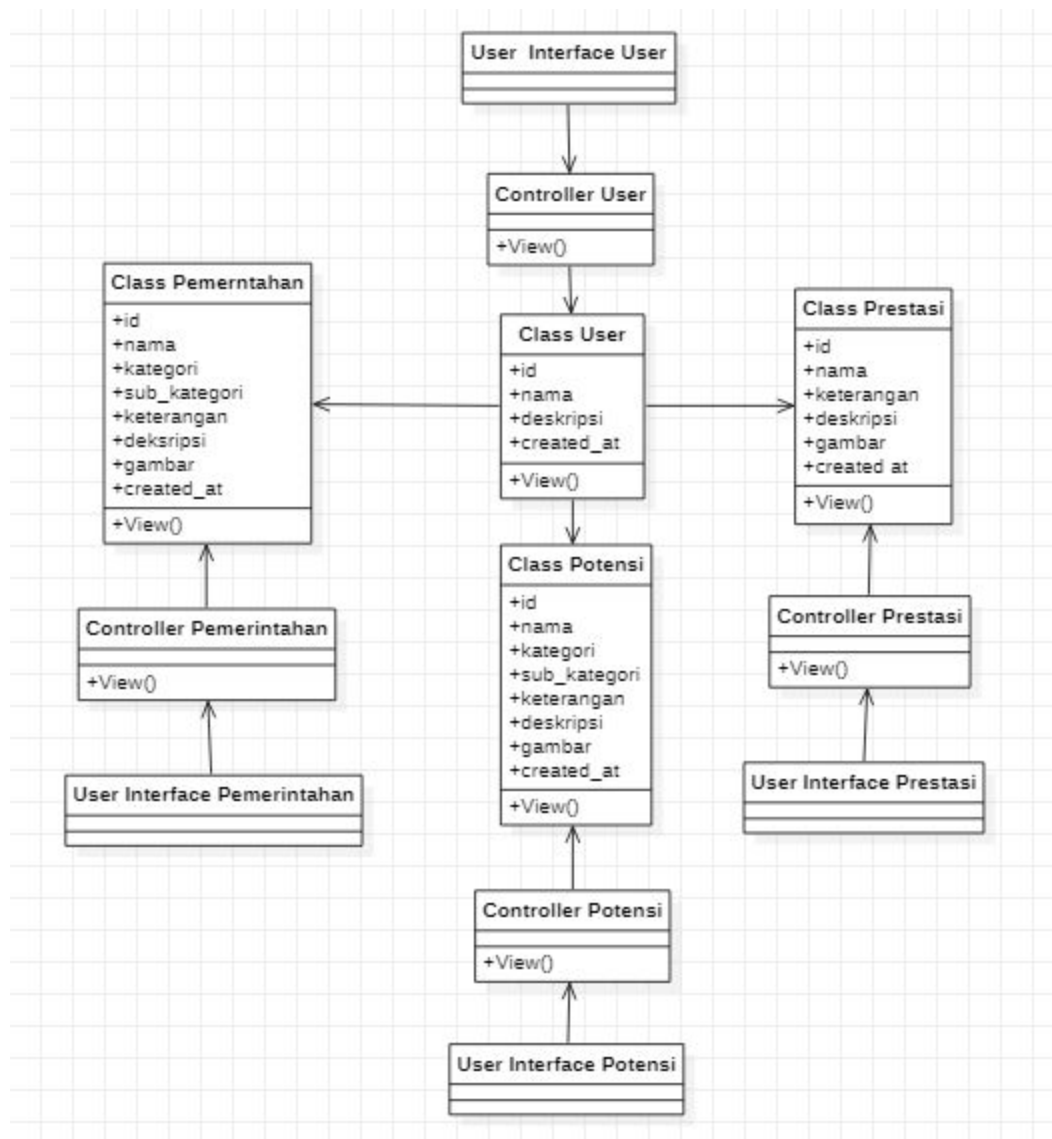 User Interface User
Controller User
+View()
Class Pemerntahan
+id
+nama
+kategori
+sub_kategori
+keterangan
+deksripsi
+gambar
+created_at
+View()
Class User
+id
+nama
+deskripsi
+created_at
+View()
Class Prestasi
+id
+nama
+keterangan
+deskripsi
+gambar
+created at
+View()
Controller Pemerintahan
+View()
User Interface Pemerintahan
Class Potensi
+id
+nama
+kategori
+sub_kategori
+keterangan
+deskripsi
+gambar
+created_at
+View()
Controller Prestasi
+View()
User Interface Prestasi
Controller Potensi
+View()
User Interface Potensi